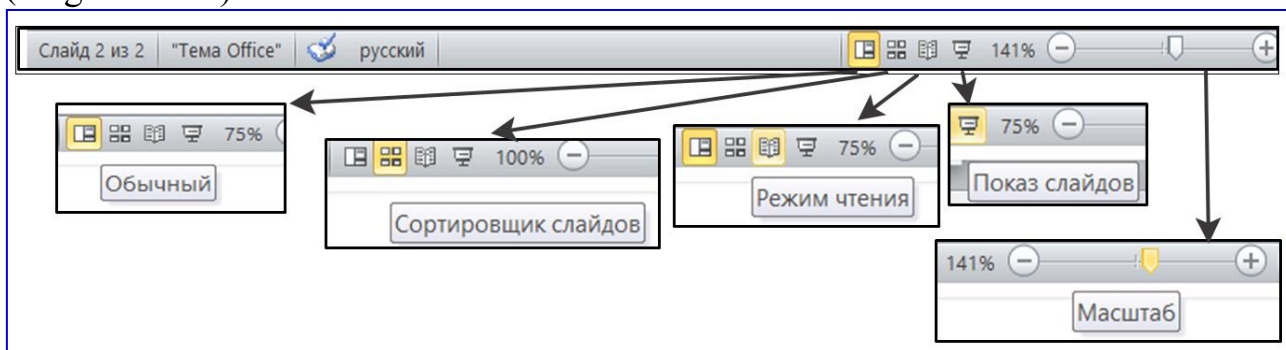 Слайд 2 из 2 "Тема Office" русский 141%
75%
Обычный
100%
Сортировщик слайдов
75%
Режим чтения
75%
Показ слайдов
141%
Масштаб